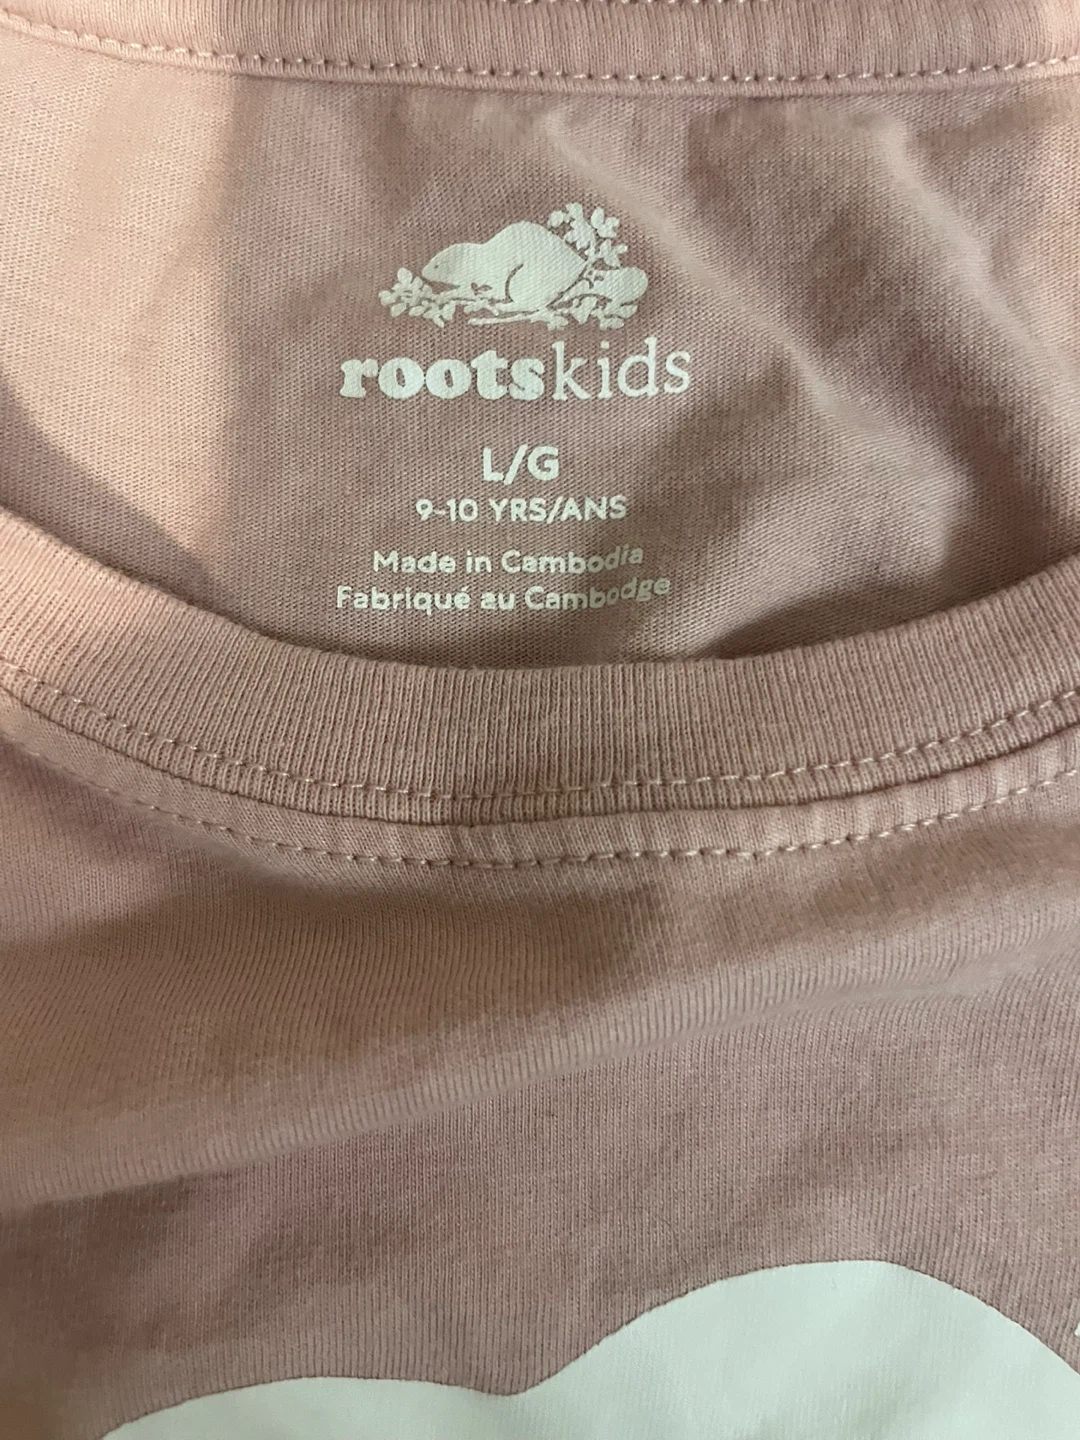 rootskids
L/G
9-10 YRS/ANS
Made in Cambodia
Fabriqué au Cambodge